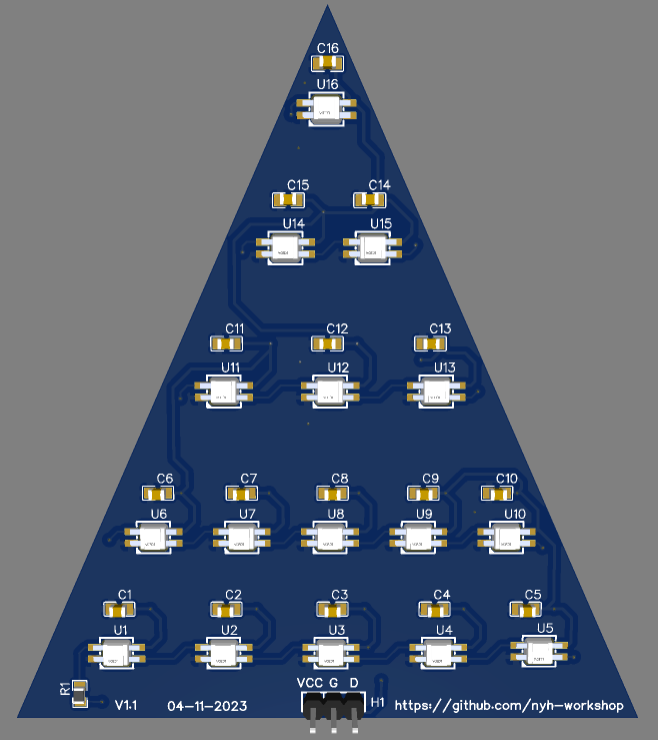 C16
U16
C15 C14
U14 U15
C11 C12 C13
U11 U12 U13
C6 C7 C8 C9 C10
U6 U7 U8 U9 U10
C1 C2 C3 C4 C5
U1 U2 U3 U4 U5
R1
VCC G D
H1
V1.1 04-11-2023 https://github.com/nyh-workshop